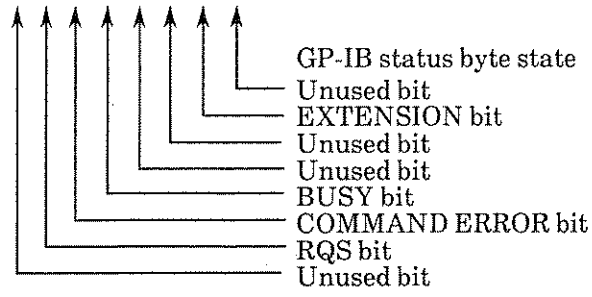 GP-IB status byte state
Unused bit
EXTENSION bit
Unused bit
Unused bit
BUSY bit
COMMAND ERROR bit
RQS bit
Unused bit